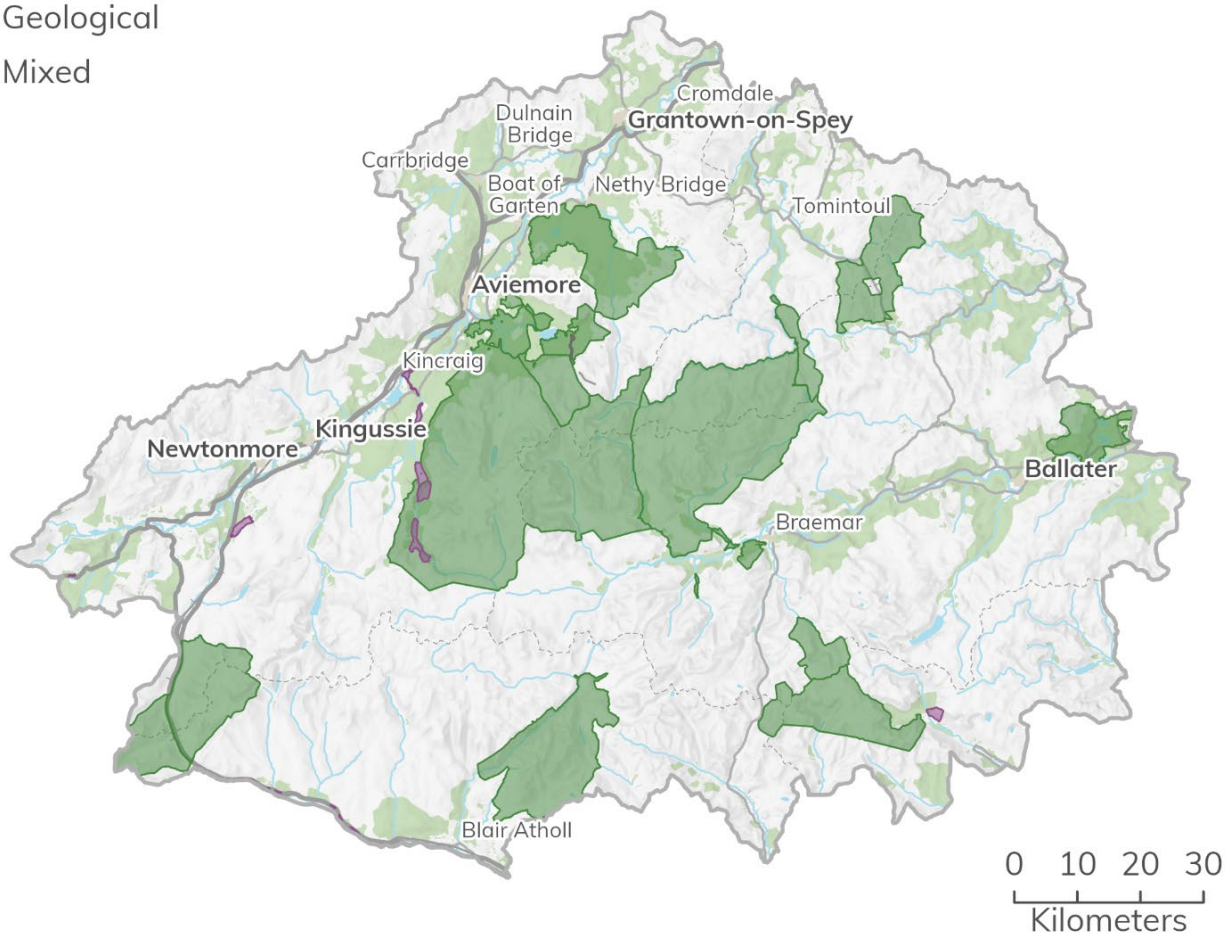 Geological
Mixed
Cromdale
Dulnain
Bridge
Grantown-on-Spey
Carrbridge
Boat of
Garten
Nethy Bridge
Tomintoul
Aviemore
Kincraig
Kingussie
Newtonmore
Ballater
Braemar
Blair Atholl
0 10 20 30
Kilometers